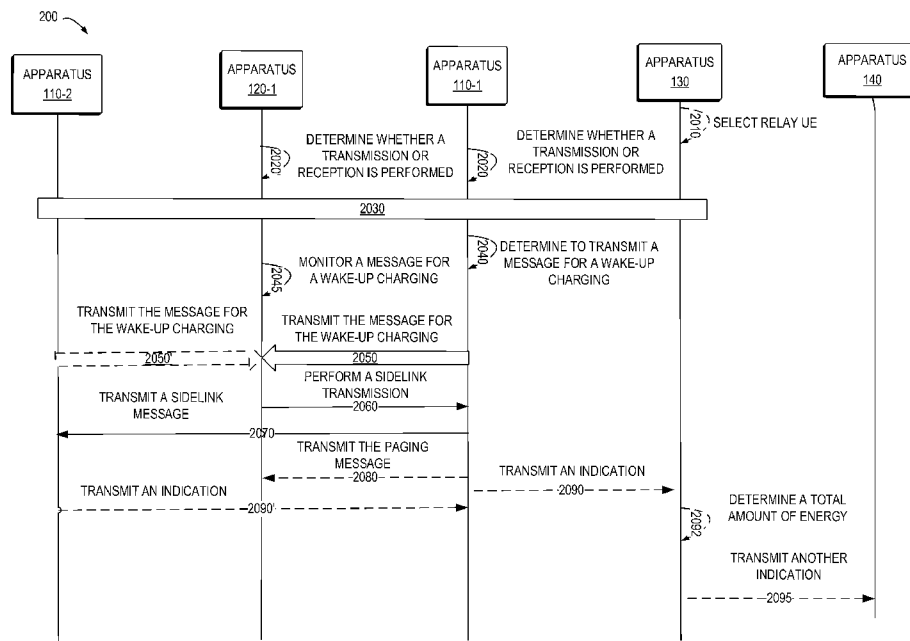 200
APPARATUS
110-2
APPARATUS
120-1
APPARATUS
110-1
APPARATUS
130
APPARATUS
140
2010
SELECT RELAY UE
DETERMINE WHETHER A
TRANSMISSION OR
RECEPTION IS PERFORMED
2020'
DETERMINE WHETHER A
TRANSMISSION OR
RECEPTION IS PERFORMED
2020
2030
2040
DETERMINE TO TRANSMIT A
MESSAGE FOR A WAKE-UP
CHARGING
MONITOR A MESSAGE FOR
A WAKE-UP CHARGING
2045
TRANSMIT THE MESSAGE FOR
THE WAKE-UP CHARGING
2050'
TRANSMIT THE MESSAGE FOR
THE WAKE-UP CHARGING
2050
PERFORM A SIDELINK
TRANSMISSION
2060
TRANSMIT A SIDELINK
MESSAGE
2070
TRANSMIT THE PAGING
MESSAGE
2080
TRANSMIT AN INDICATION
2090
TRANSMIT AN INDICATION
2090'
DETERMINE A TOTAL
AMOUNT OF ENERGY
2092
TRANSMIT ANOTHER
INDICATION
2095